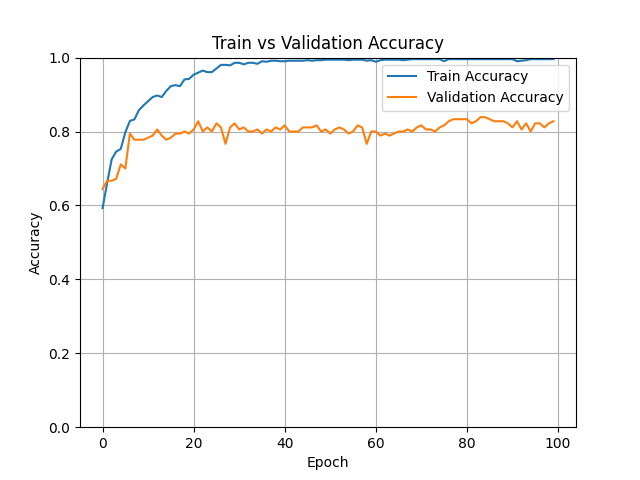 Train vs Validation Accuracy
1.0
Train Accuracy
Validation Accuracy
0.8
0.6
Accuracy
0.4
0.2
0.0
0 20 40 60 80 100
Epoch